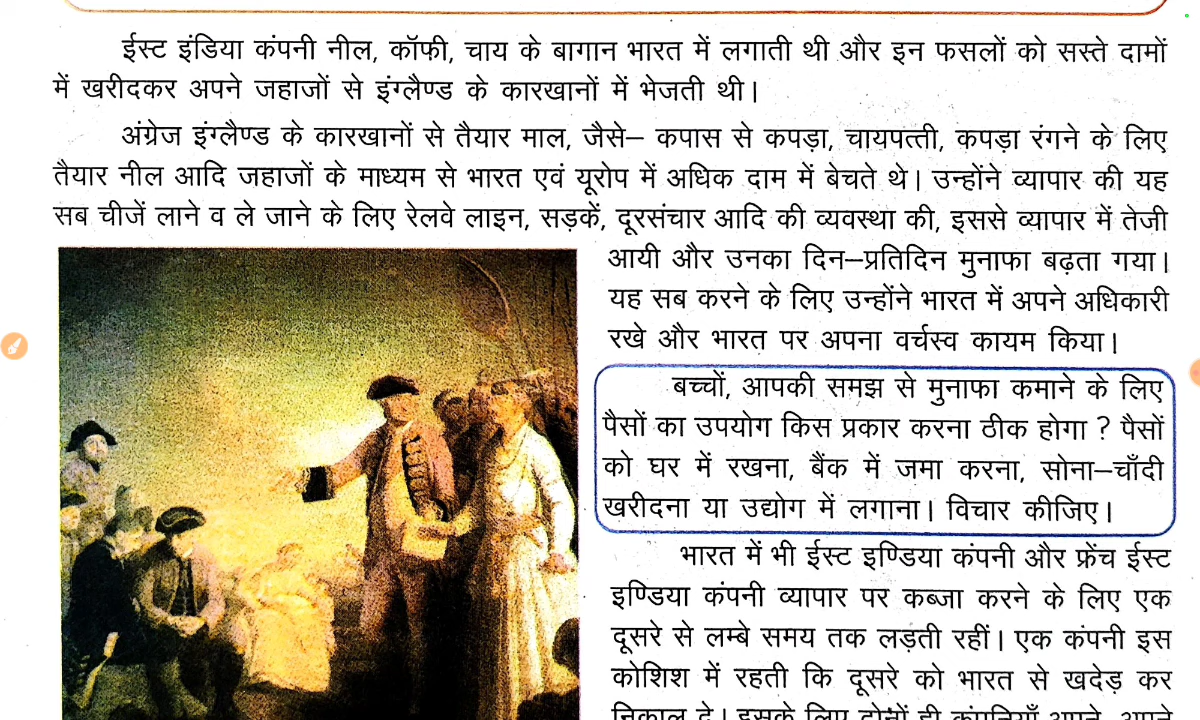 ईस्ट इंडिया कंपनी नील, कॉफी, चाय के बागान भारत में लगाती थी और इन फसलों को सस्ते दामों
में खरीदकर अपने जहाजों से इंग्लैण्ड के कारखानों में भेजती थी।
अंग्रेज इंग्लैण्ड के कारखानों से तैयार माल, जैसे– कपास से कपड़ा, चायपत्ती, कपड़ा रंगने के लिए
तैयार नील आदि जहाजों के माध्यम से भारत एवं यूरोप में अधिक दाम में बेचते थे। उन्होंने व्यापार की यह
सब चीजें लाने व ले जाने के लिए रेलवे लाइन, सड़कें, दूरसंचार आदि की व्यवस्था की, इससे व्यापार में तेजी
आयी और उनका दिन–प्रतिदिन मुनाफा बढ़ता गया।
यह सब करने के लिए उन्होंने भारत में अपने अधिकारी
रखे और भारत पर अपना वर्चस्व कायम किया।
बच्चों, आपकी समझ से मुनाफा कमाने के लिए
पैसों का उपयोग किस प्रकार करना ठीक होगा ? पैसों
को घर में रखना, बैंक में जमा करना, सोना–चाँदी
खरीदना या उद्योग में लगाना। विचार कीजिए।
भारत में भी ईस्ट इण्डिया कंपनी और फ्रेंच ईस्ट
इण्डिया कंपनी व्यापार पर कब्जा करने के लिए एक
दूसरे से लम्बे समय तक लड़ती रहीं। एक कंपनी इस
कोशिश में रहती कि दूसरे को भारत से खदेड़ कर
निकाल दे। इसके लिए दोनों ही कंपनियाँ अपने–अपने